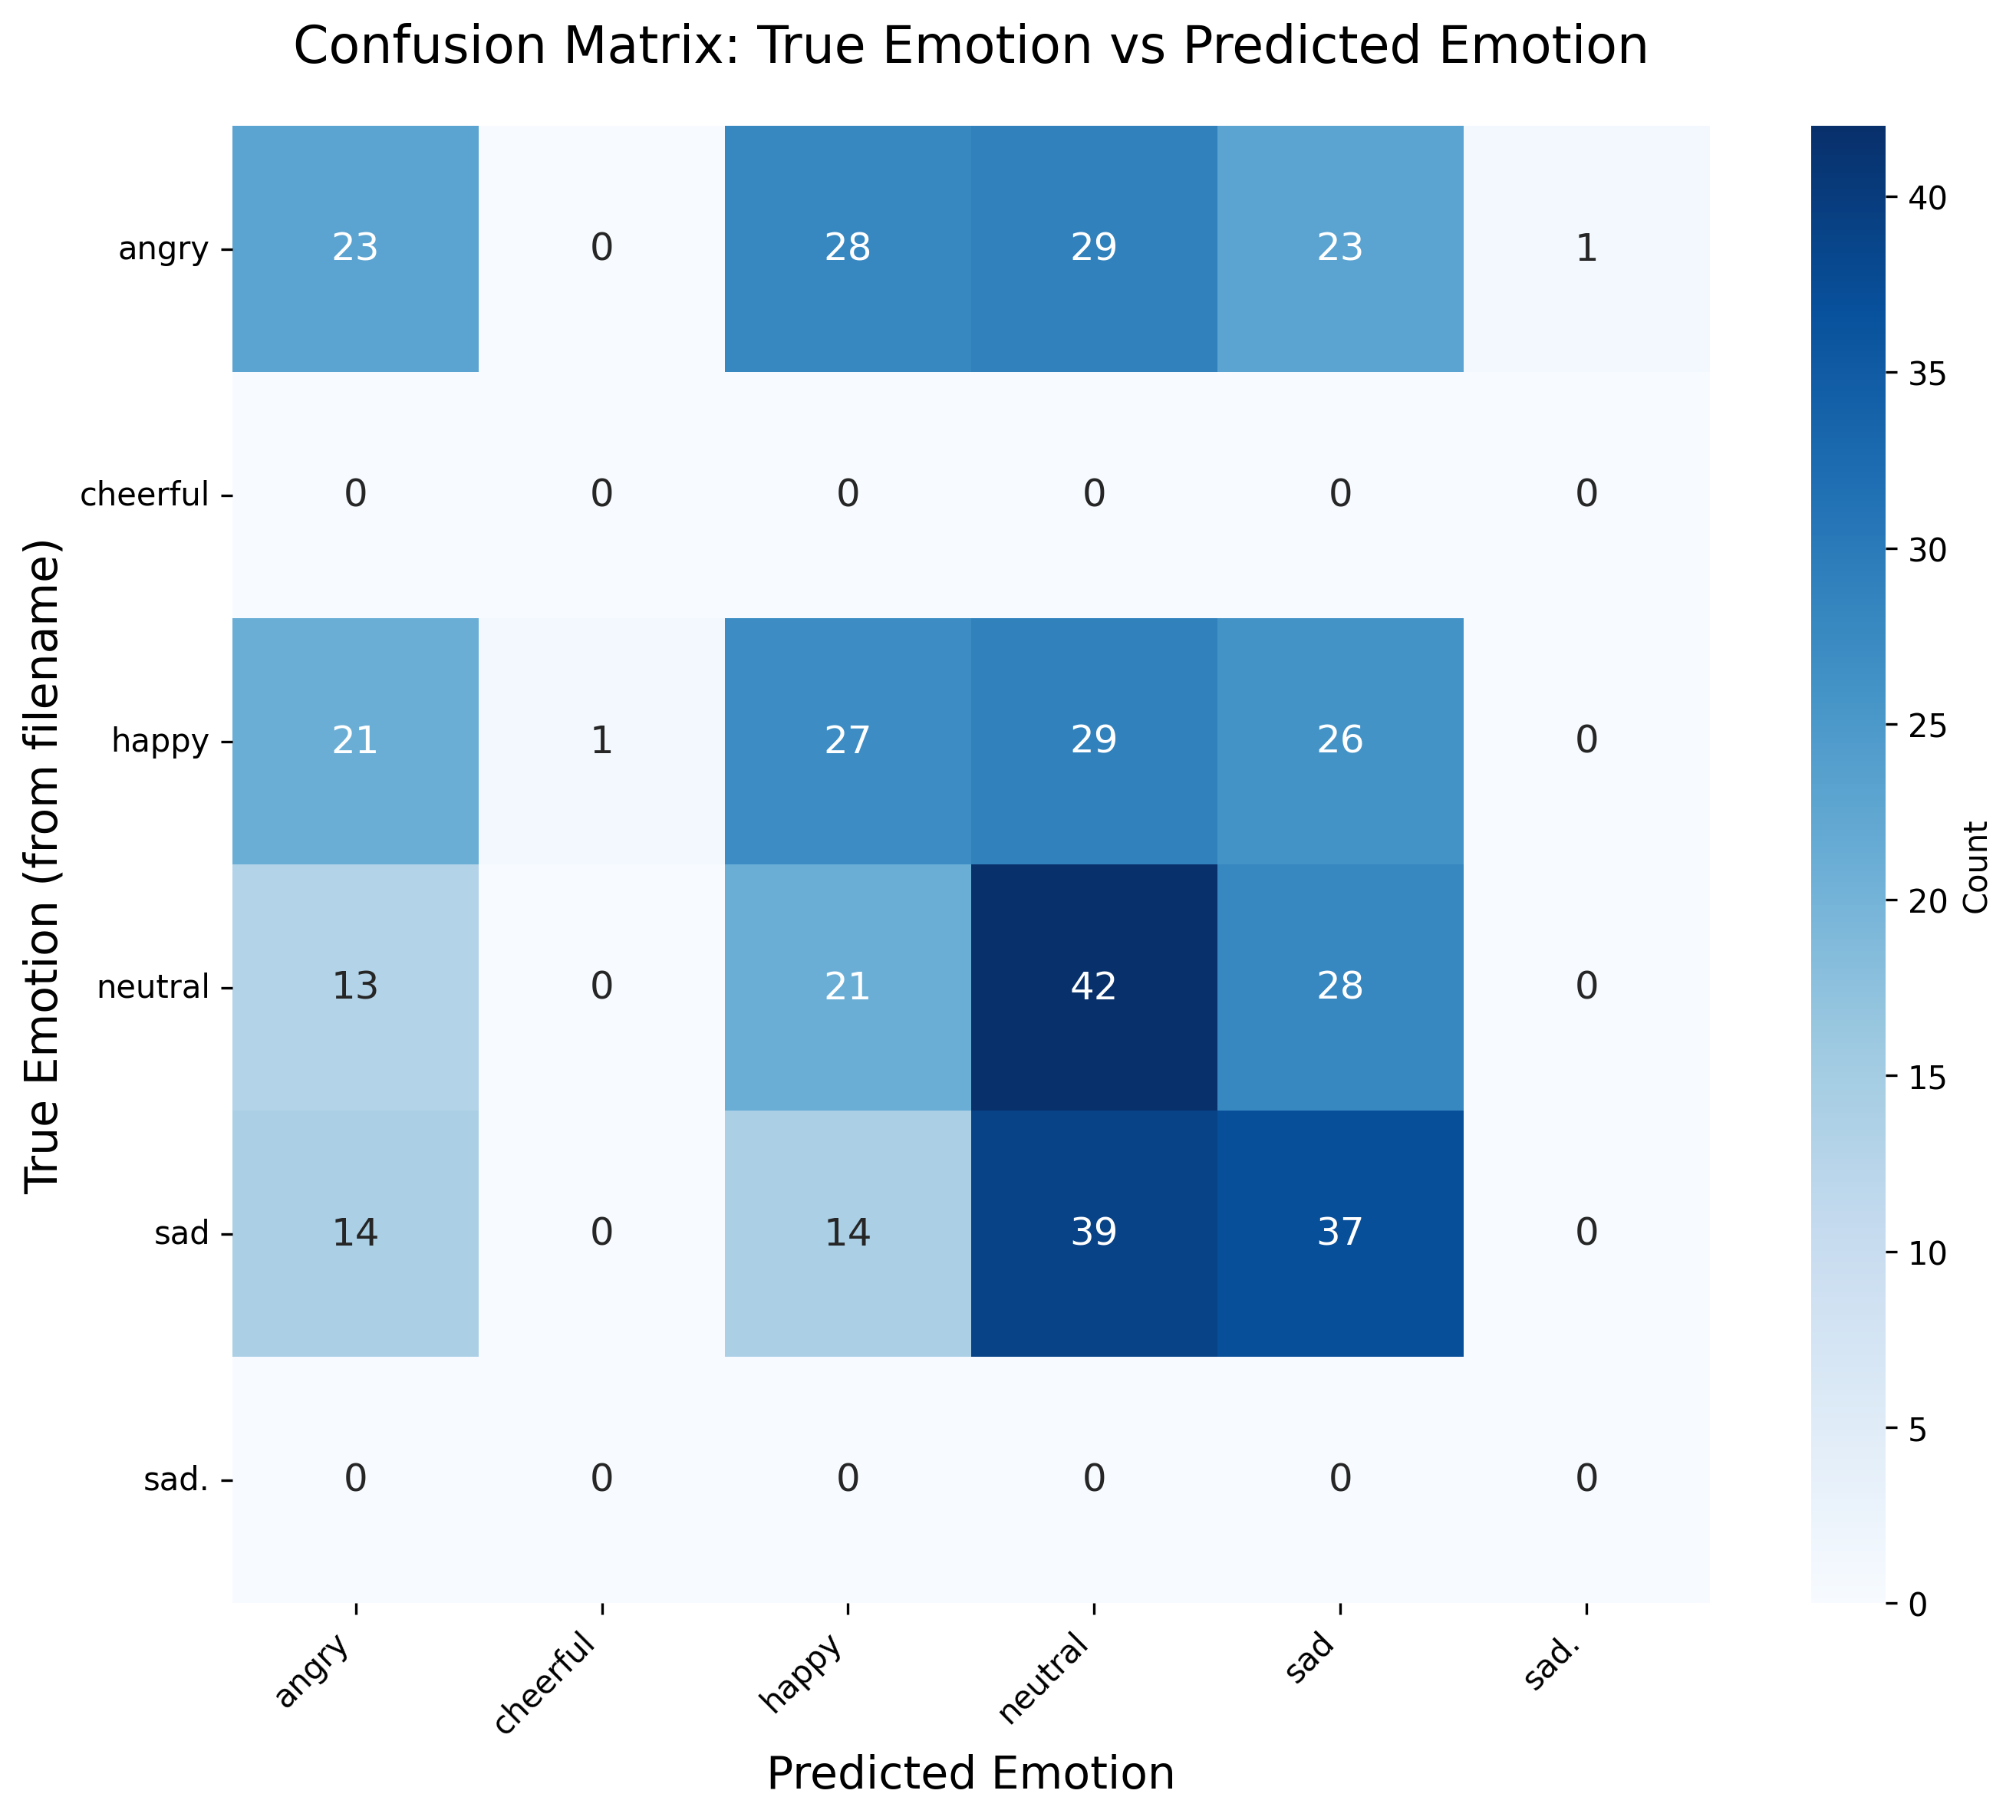 Confusion Matrix: True Emotion vs Predicted Emotion
True Emotion (from filename)
angry 23 0 28 29 23 1
cheerful 0 0 0 0 0 0
happy 21 1 27 29 26 0
neutral 13 0 21 42 28 0
sad 14 0 14 39 37 0
sad. 0 0 0 0 0 0
angry cheerful happy neutral sad sad.
Predicted Emotion
40
35
30
25
20
15
10
5
0
Count